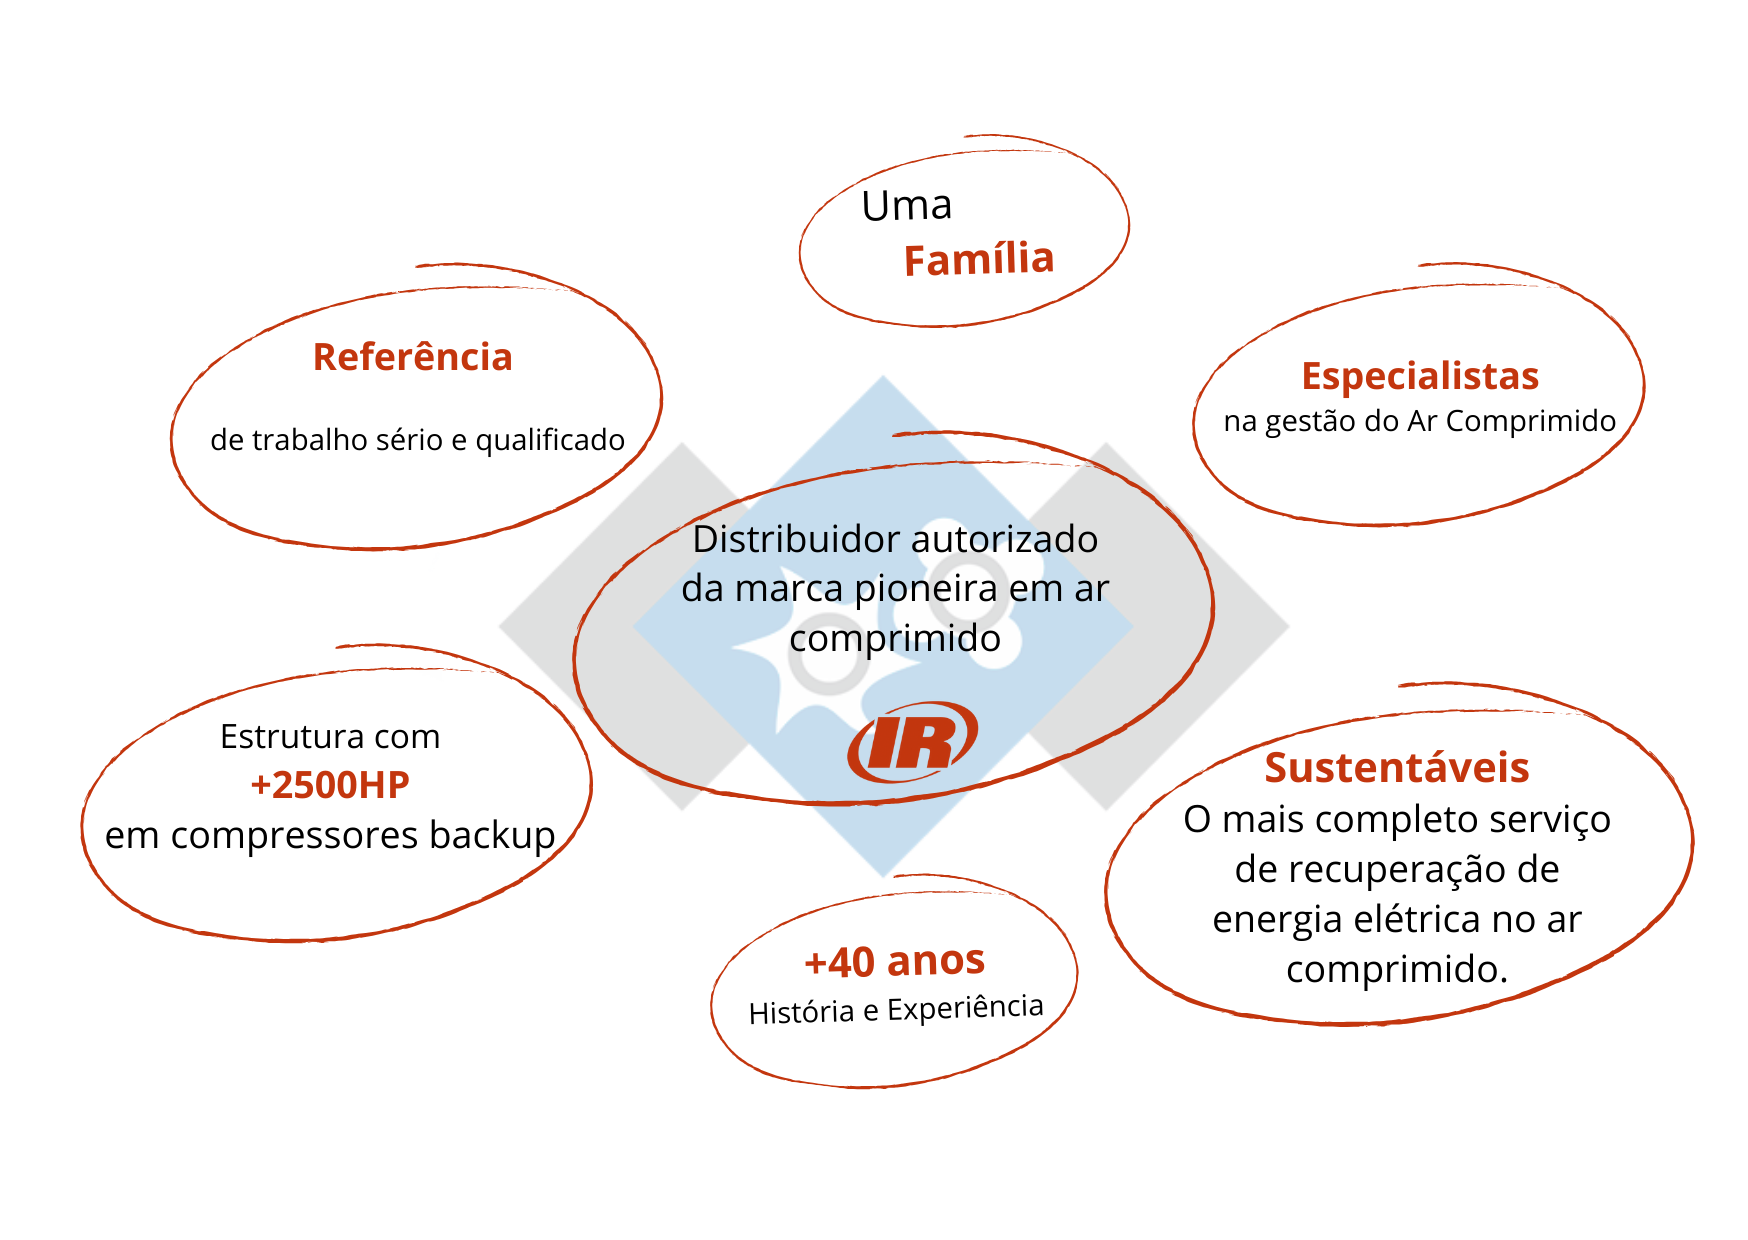 Uma
Família
Referência
de trabalho sério e qualificado
Especialistas
na gestão do Ar Comprimido
Distribuidor autorizado
da marca pioneira em ar
comprimido
IR
Estrutura com
+2500HP
em compressores backup
Sustentáveis
O mais completo serviço
de recuperação de
energia elétrica no ar
comprimido.
+40 anos
História e Experiência